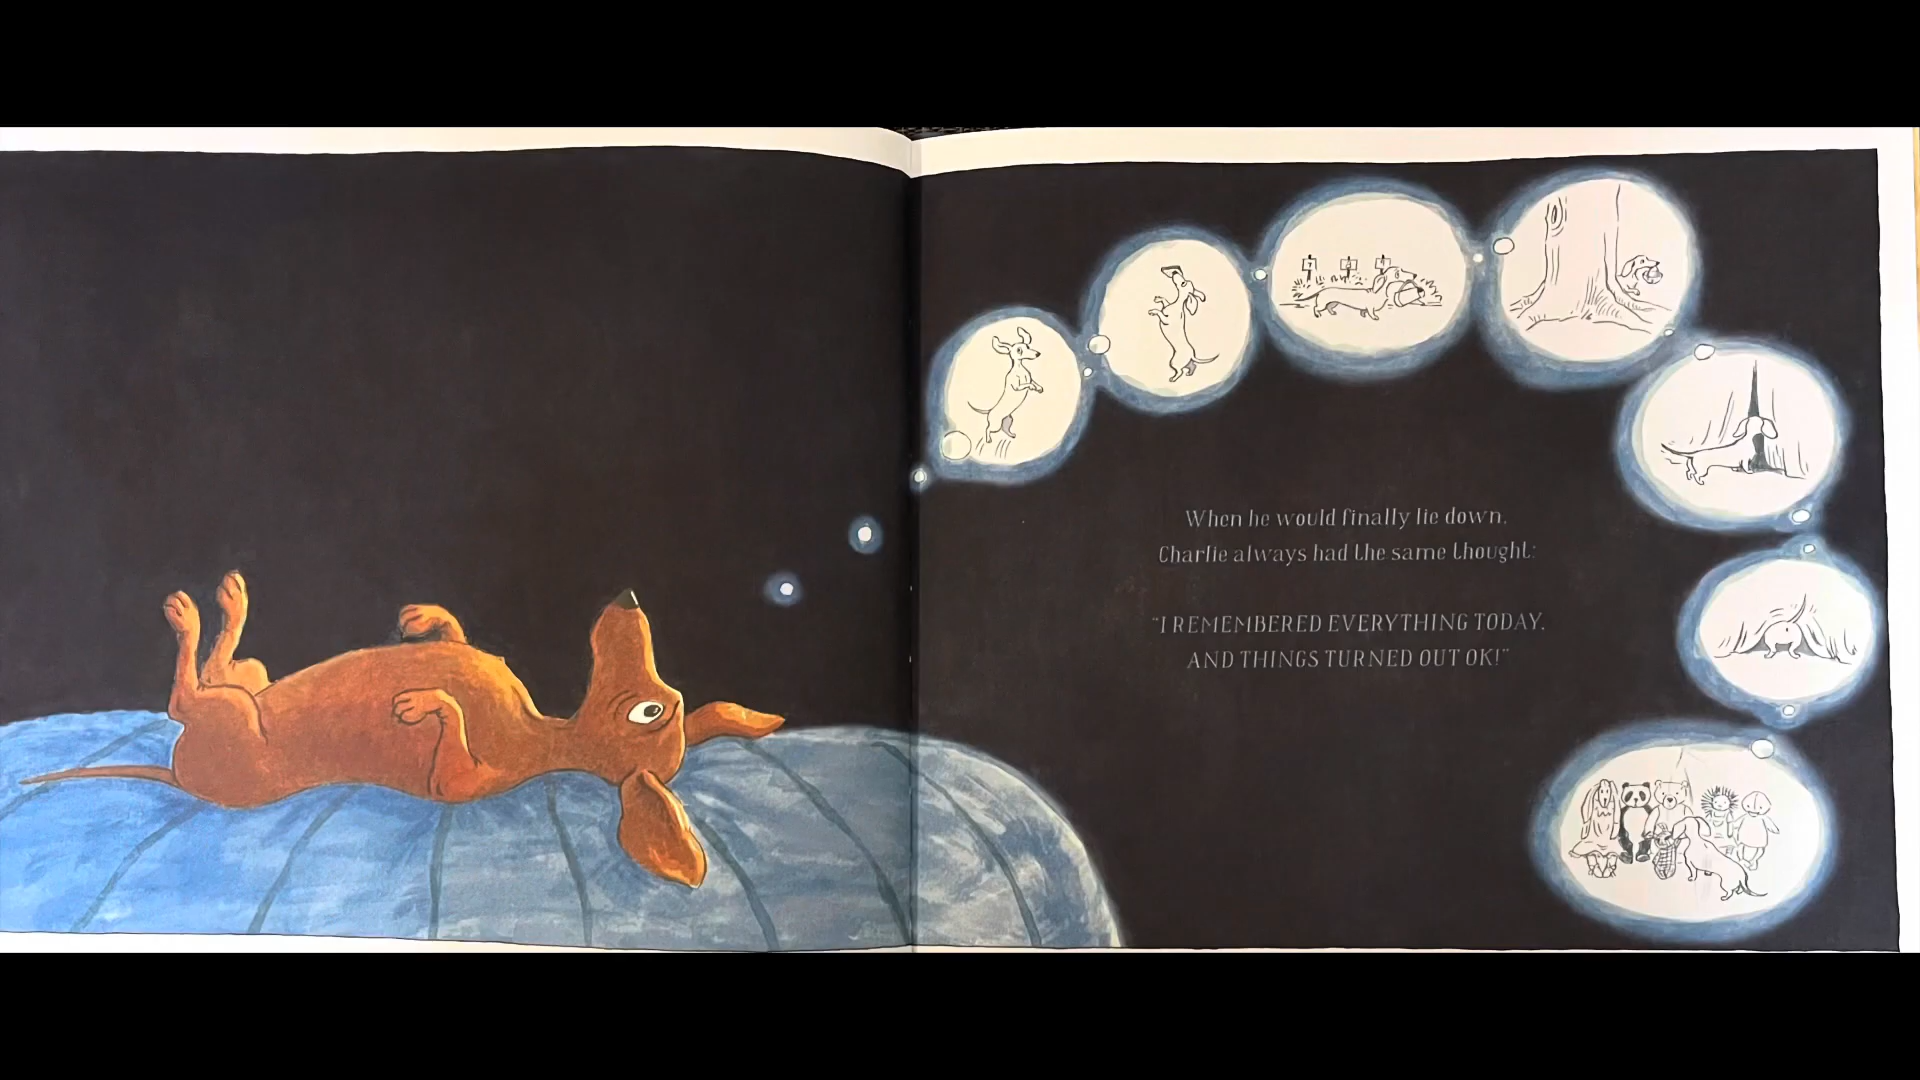 When he would finally lie down,
Charlie always had the same thought:
"I REMEMBERED EVERYTHING TODAY,
AND THINGS TURNED OUT OK!"